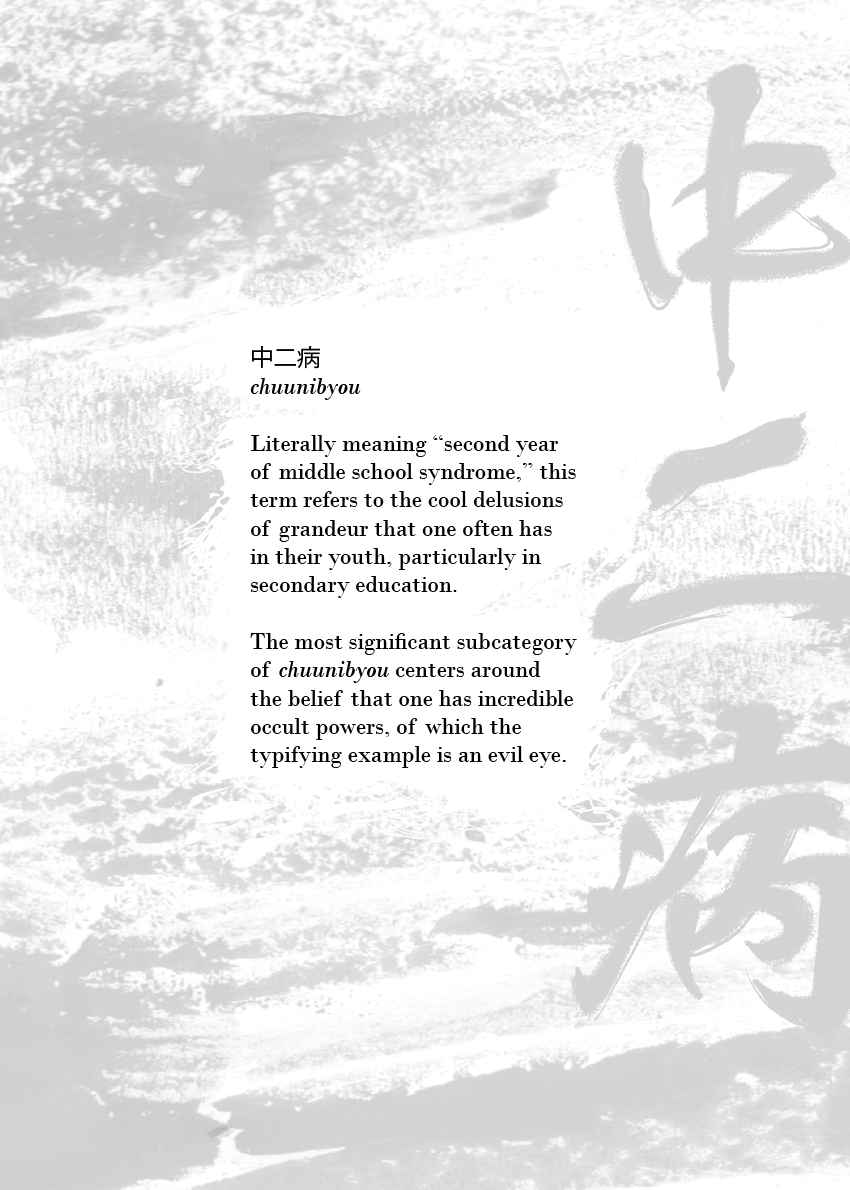 中二病
chuunibyou
Literally meaning “second year
of middle school syndrome,” this
term refers to the cool delusions
of grandeur that one often has
in their youth, particularly in
secondary education.
The most significant subcategory
of chuunibyou centers around
the belief that one has incredible
occult powers, of which the
typifying example is an evil eye.
中
二
病